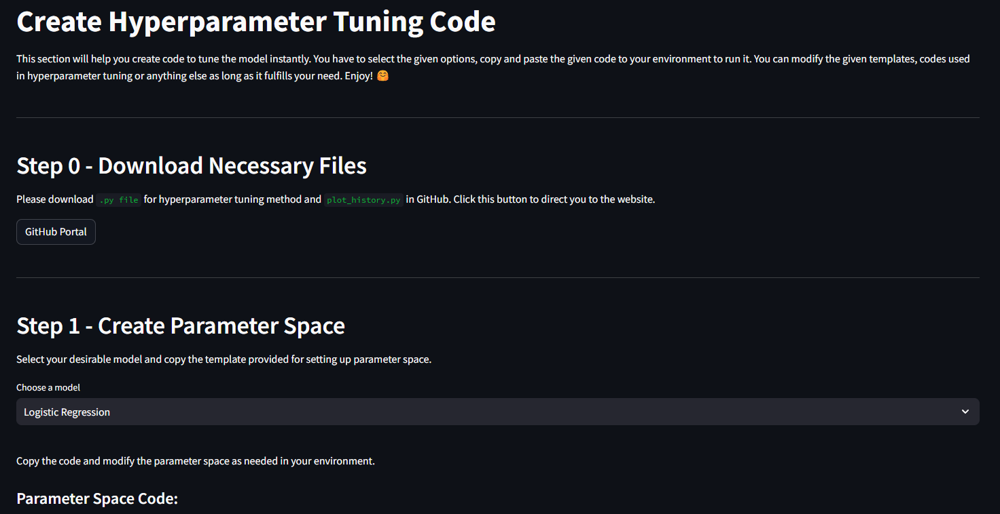 Create Hyperparameter Tuning Code
This section will help you create code to tune the model instantly. You have to select the given options, copy and paste the given code to your environment to run it. You can modify the given templates, codes used
in hyperparameter tuning or anything else as long as it fulfills your need. Enjoy! 🤗
Step 0 - Download Necessary Files
Please download .py file for hyperparameter tuning method and plot_history.py in GitHub. Click this button to direct you to the website.
GitHub Portal
Step 1 - Create Parameter Space
Select your desirable model and copy the template provided for setting up parameter space.
Choose a model
Logistic Regression
Copy the code and modify the parameter space as needed in your environment.
Parameter Space Code: